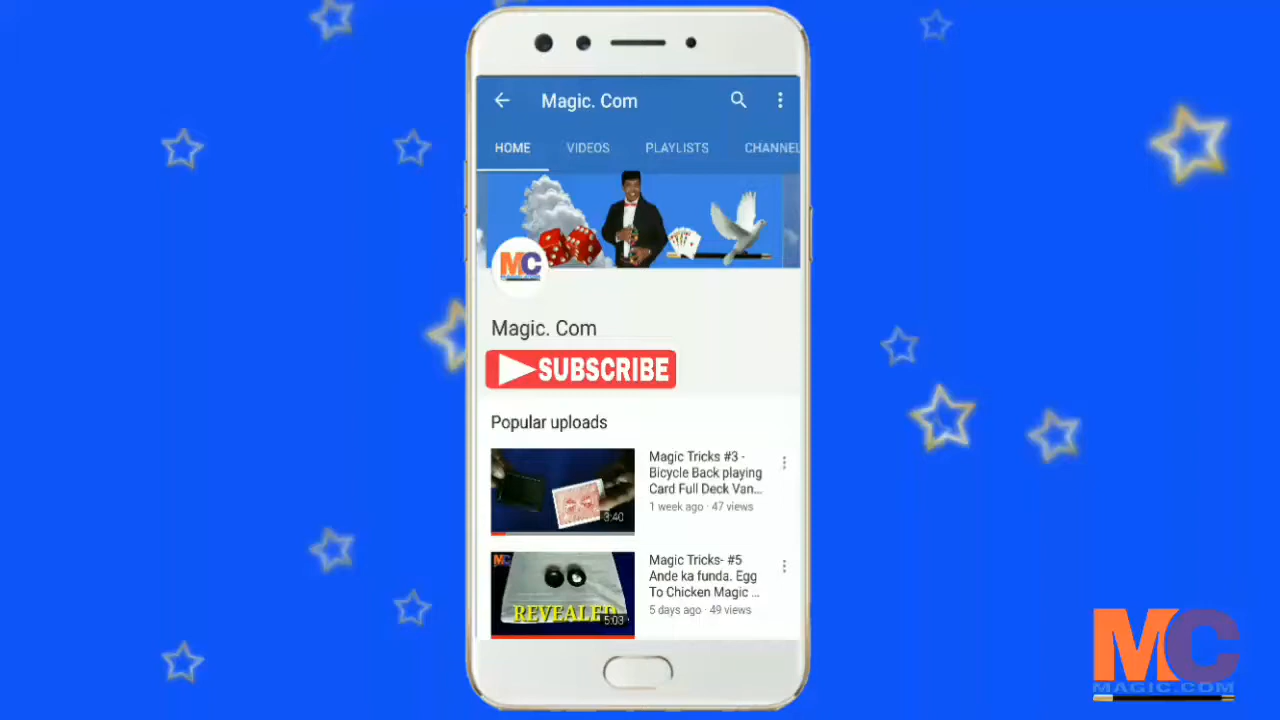 Magic. Com
HOME VIDEOS PLAYLISTS CHANNEL
MC
Magic. Com
SUBSCRIBE
Popular uploads
Magic Tricks #3 -
Bicycle Back playing
Card Full Deck Van...
1 week ago · 47 views
3:40
Magic Tricks- #5
Ande ka funda. Egg
To Chicken Magic ...
5 days ago · 49 views
MC
REVEALED
5:03
MC
MAGIC.COM